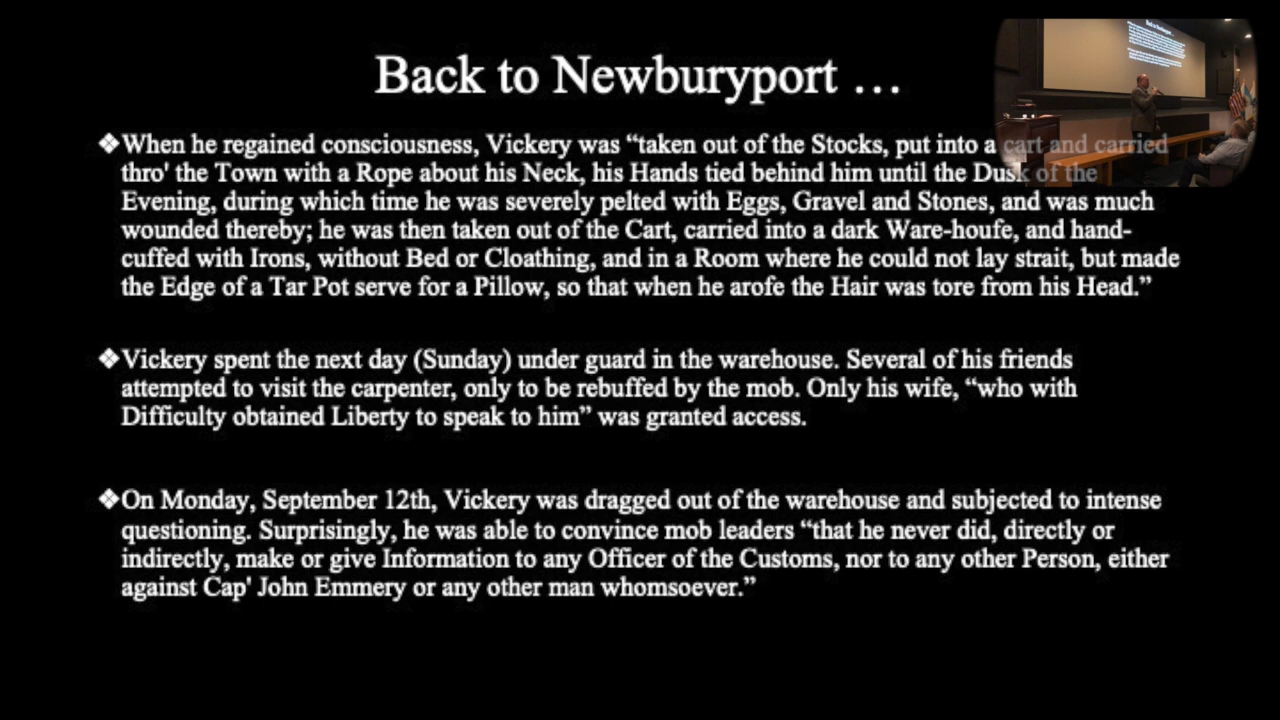 Back to Newburyport …
❖When he regained consciousness, Vickery was “taken out of the Stocks, put into a cart and carried
thro' the Town with a Rope about his Neck, his Hands tied behind him until the Dusk of the
Evening, during which time he was severely pelted with Eggs, Gravel and Stones, and was much
wounded thereby; he was then taken out of the Cart, carried into a dark Ware-houfe, and hand-
cuffed with Irons, without Bed or Cloathing, and in a Room where he could not lay strait, but made
the Edge of a Tar Pot serve for a Pillow, so that when he arofe the Hair was tore from his Head.”
❖Vickery spent the next day (Sunday) under guard in the warehouse. Several of his friends
attempted to visit the carpenter, only to be rebuffed by the mob. Only his wife, “who with
Difficulty obtained Liberty to speak to him” was granted access.
❖On Monday, September 12th, Vickery was dragged out of the warehouse and subjected to intense
questioning. Surprisingly, he was able to convince mob leaders “that he never did, directly or
indirectly, make or give Information to any Officer of the Customs, nor to any other Person, either
against Cap' John Emmery or any other man whomsoever.”